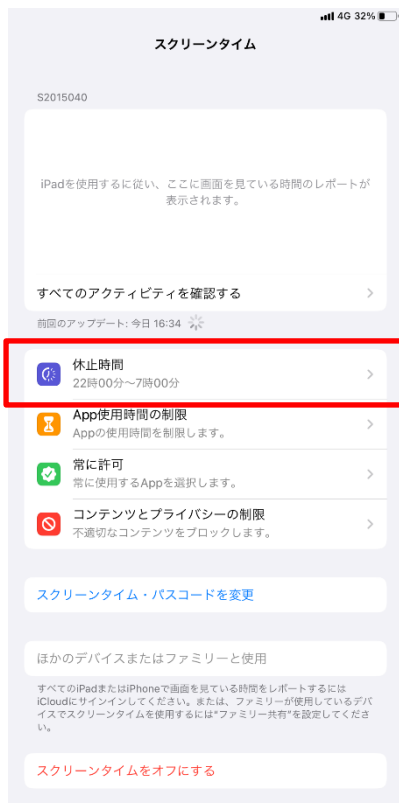 4G 32%
スクリーンタイム
S2015040
iPadを使用するに従い、ここに画面を見ている時間のレポートが
表示されます。
すべてのアクティビティを確認する
前回のアップデート: 今日 16:34
休止時間
22時00分～7時00分
App使用時間の制限
Appの使用時間を制限します。
常に許可
常に使用するAppを選択します。
コンテンツとプライバシーの制限
不適切なコンテンツをブロックします。
スクリーンタイム・パスコードを変更
ほかのデバイスまたはファミリーと使用
すべてのiPadまたはiPhoneで画面を見ている時間をレポートするには
iCloudにサインインしてください。または、ファミリーが使用しているデバ
イスでスクリーンタイムを使用するには“ファミリー共有”を設定してくださ
い。
スクリーンタイムをオフにする